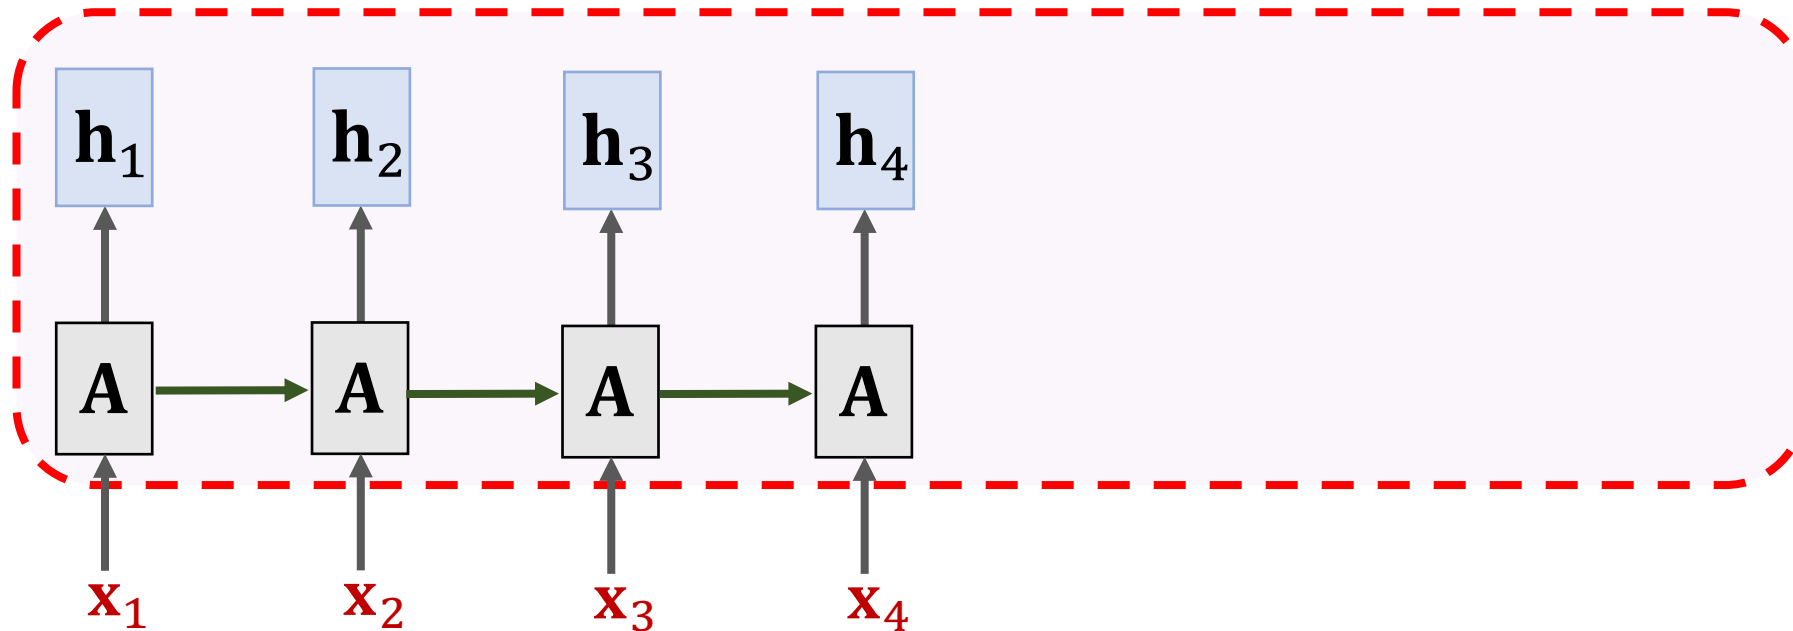 h₁ h₂ h₃ h₄
A A A A
x₁ x₂ x₃ x₄